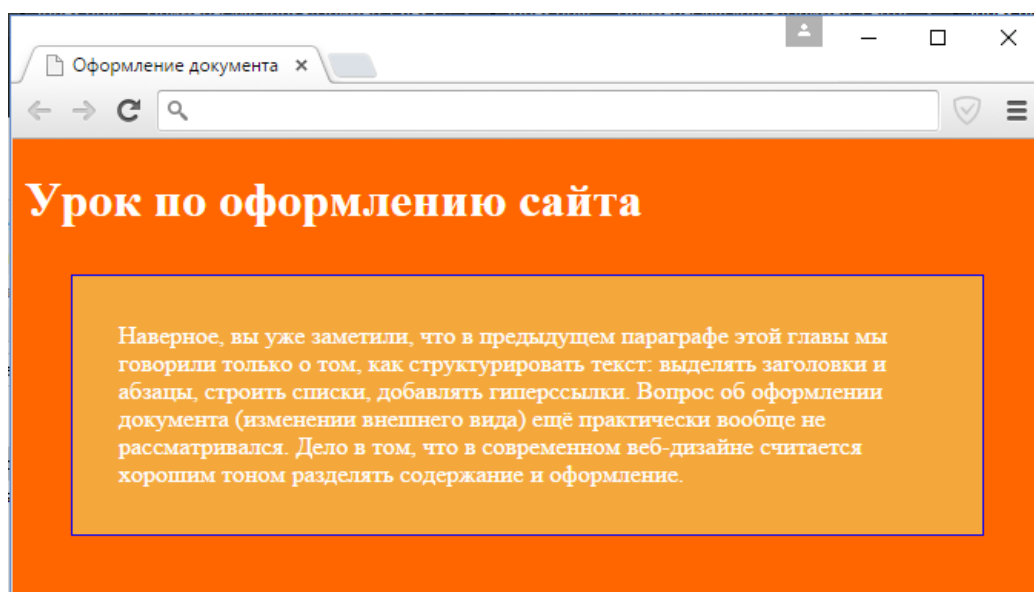 Оформление документа
Урок по оформлению сайта
Наверное, вы уже заметили, что в предыдущем параграфе этой главы мы
говорили только о том, как структурировать текст: выделять заголовки и
абзацы, строить списки, добавлять гиперссылки. Вопрос об оформлении
документа (изменении внешнего вида) ещё практически вообще не
рассматривался. Дело в том, что в современном веб-дизайне считается
хорошим тоном разделять содержание и оформление.